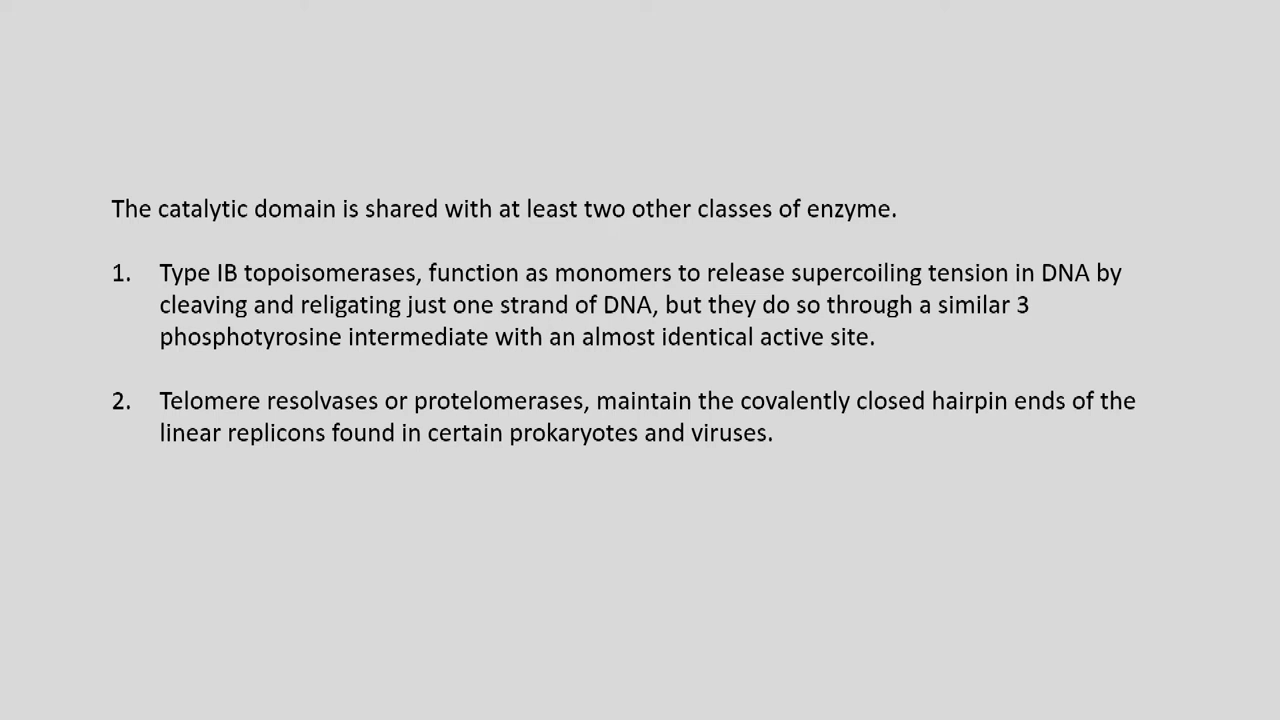 The catalytic domain is shared with at least two other classes of enzyme.
1. Type IB topoisomerases, function as monomers to release supercoiling tension in DNA by
cleaving and religating just one strand of DNA, but they do so through a similar 3
phosphotyrosine intermediate with an almost identical active site.
2. Telomere resolvases or protelomerases, maintain the covalently closed hairpin ends of the
linear replicons found in certain prokaryotes and viruses.